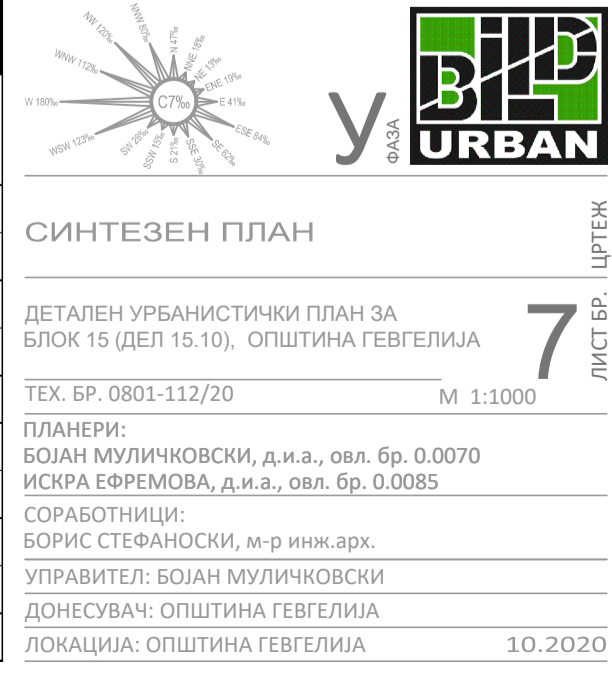 N 47‰
NNE 18‰
NE 13‰
ENE 19‰
E 41‰
ESE 84‰
SE 62‰
SSE 30‰
S 21‰
SSW 15‰
SW 28‰
WSW 123‰
W 180‰
WNW 112‰
NW 120‰
NNW 80‰
C7‰
У
ФАЗА
BILD
URBAN
СИНТЕЗЕН ПЛАН
ЦРТЕЖ
ДЕТАЛЕН УРБАНИСТИЧКИ ПЛАН ЗА
БЛОК 15 (ДЕЛ 15.10), ОПШТИНА ГЕВГЕЛИЈА
7
ЛИСТ БР.
ТЕХ. БР. 0801-112/20
М 1:1000
ПЛАНЕРИ:
БОЈАН МУЛИЧКОВСКИ, д.и.а., овл. бр. 0.0070
ИСКРА ЕФРЕМОВА, д.и.а., овл. бр. 0.0085
СОРАБОТНИЦИ:
БОРИС СТЕФАНОСКИ, м-р инж.арх.
УПРАВИТЕЛ: БОЈАН МУЛИЧКОВСКИ
ДОНЕСУВАЧ: ОПШТИНА ГЕВГЕЛИЈА
ЛОКАЦИЈА: ОПШТИНА ГЕВГЕЛИЈА
10.2020